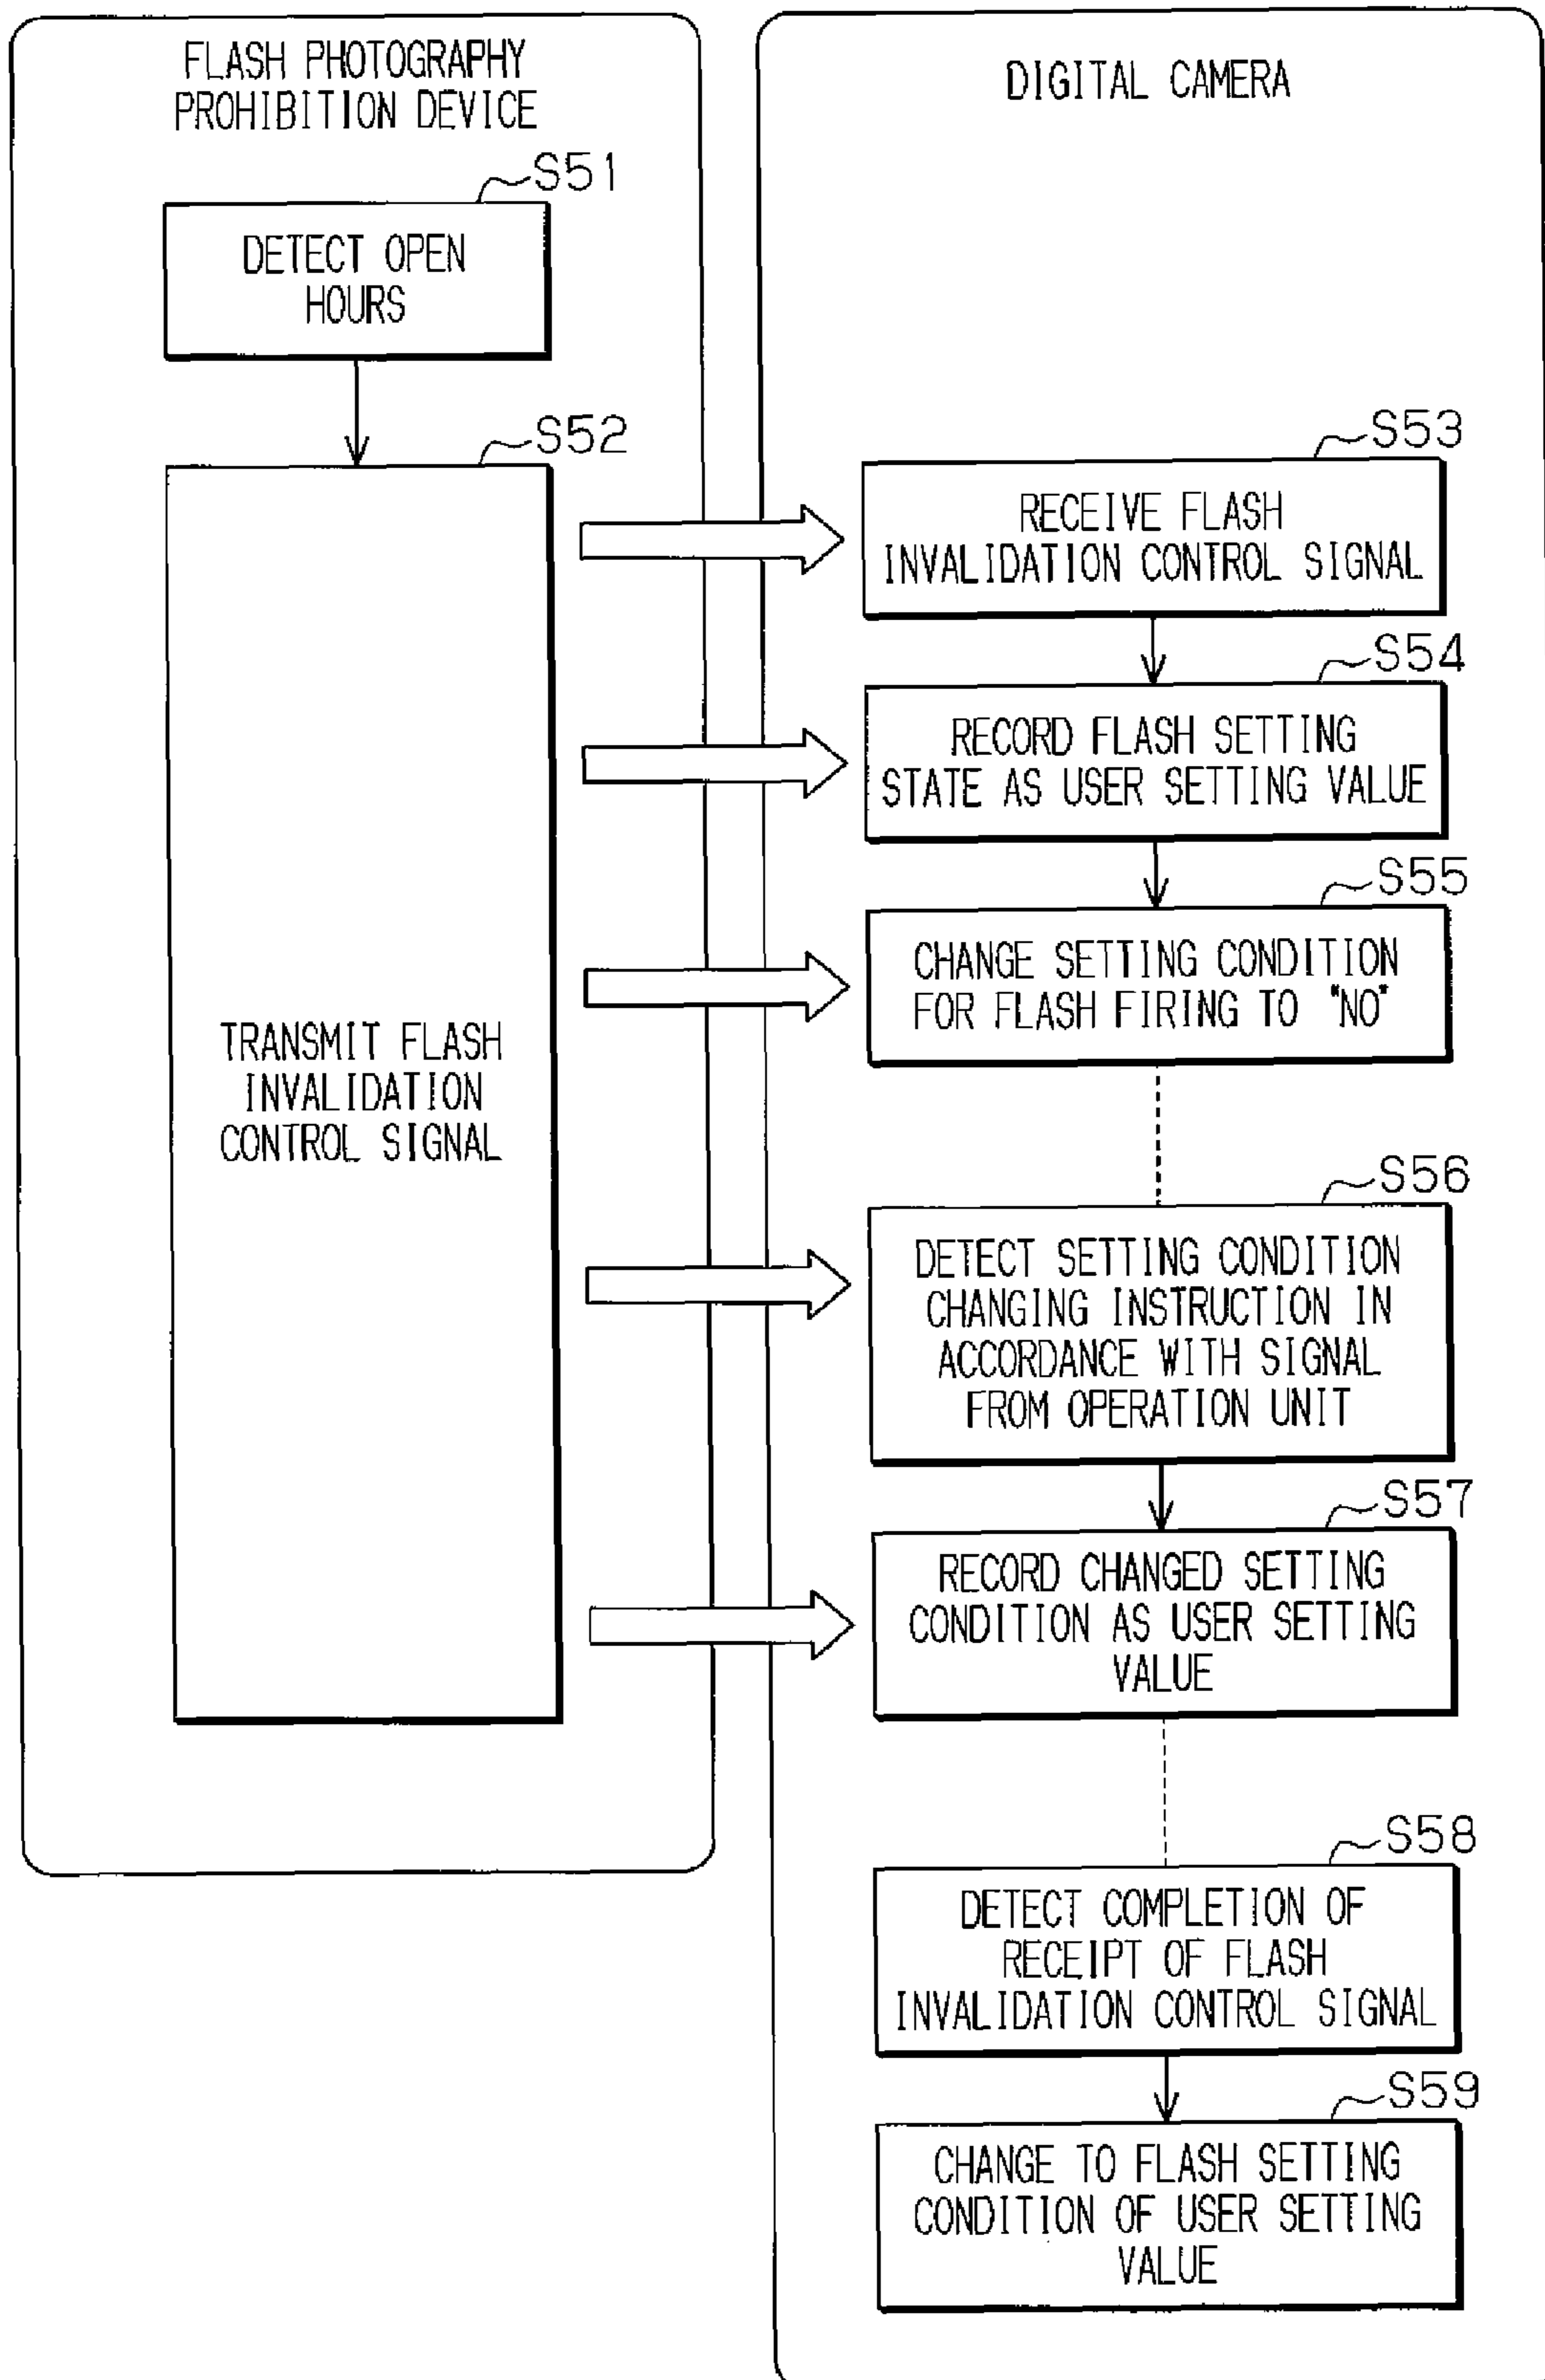 FLASH PHOTOGRAPHY
PROHIBITION DEVICE
S51
DETECT OPEN
HOURS
S52
TRANSMIT FLASH
INVALIDATION
CONTROL SIGNAL
DIGITAL CAMERA
S53
RECEIVE FLASH
INVALIDATION CONTROL SIGNAL
S54
RECORD FLASH SETTING
STATE AS USER SETTING VALUE
S55
CHANGE SETTING CONDITION
FOR FLASH FIRING TO "NO"
S56
DETECT SETTING CONDITION
CHANGING INSTRUCTION IN
ACCORDANCE WITH SIGNAL
FROM OPERATION UNIT
S57
RECORD CHANGED SETTING
CONDITION AS USER SETTING
VALUE
S58
DETECT COMPLETION OF
RECEIPT OF FLASH
INVALIDATION CONTROL SIGNAL
S59
CHANGE TO FLASH SETTING
CONDITION OF USER SETTING
VALUE